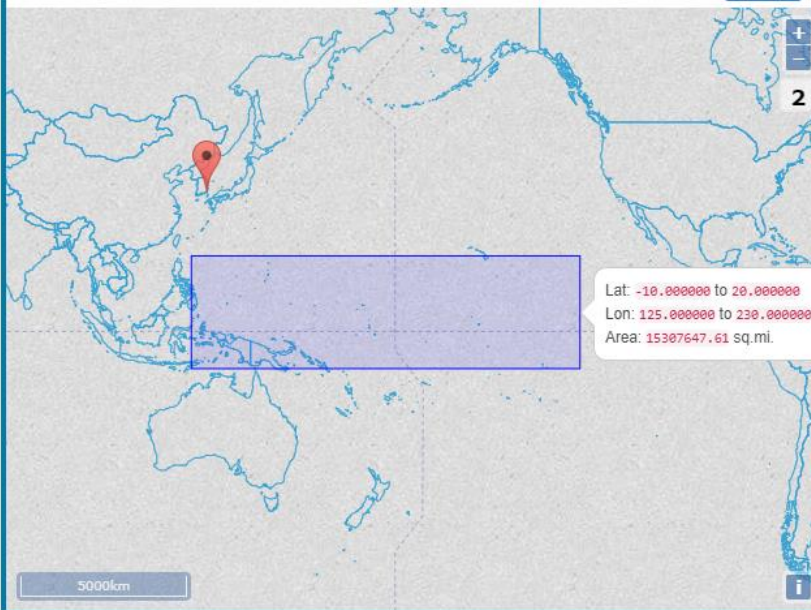 +
−
2
Lat: -10.000000 to 20.000000
Lon: 125.000000 to 230.000000
Area: 15307647.61 sq.mi.
5000km
i